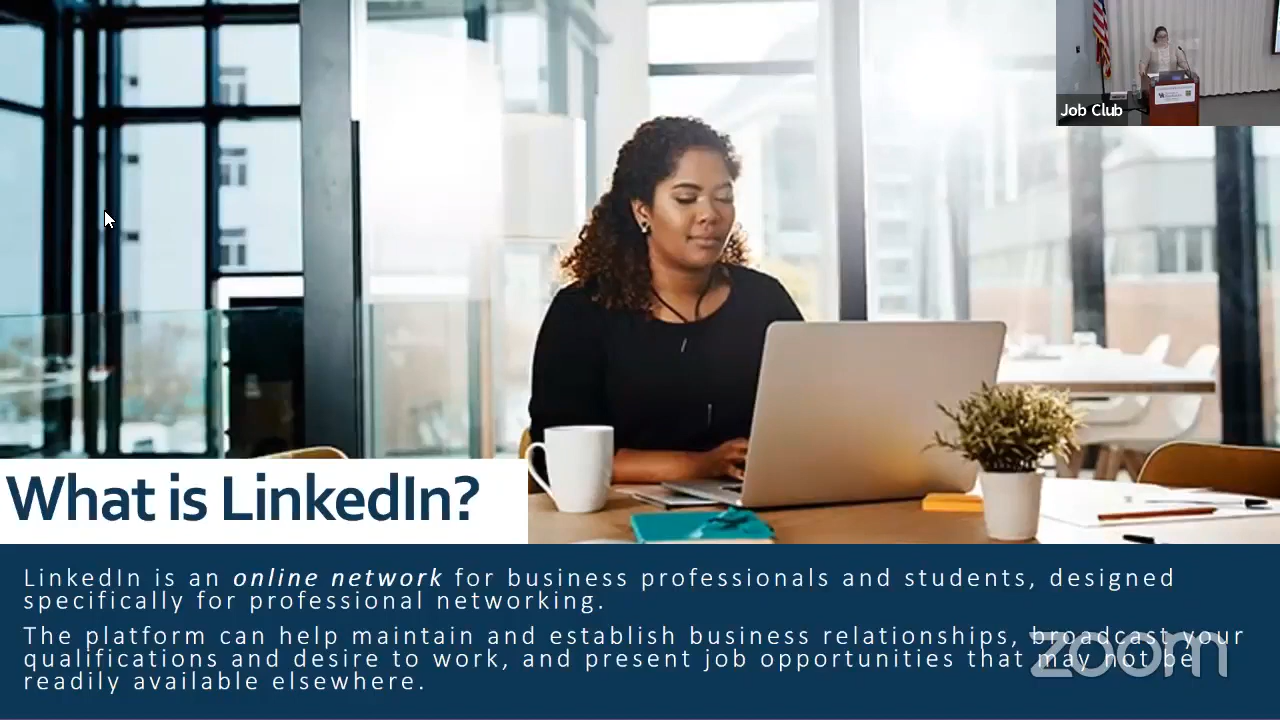 Job Club
What is LinkedIn?
LinkedIn is an online network for business professionals and students, designed
specifically for professional networking.
The platform can help maintain and establish business relationships, broadcast your
qualifications and desire to work, and present job opportunities that may not be
readily available elsewhere.
zoom